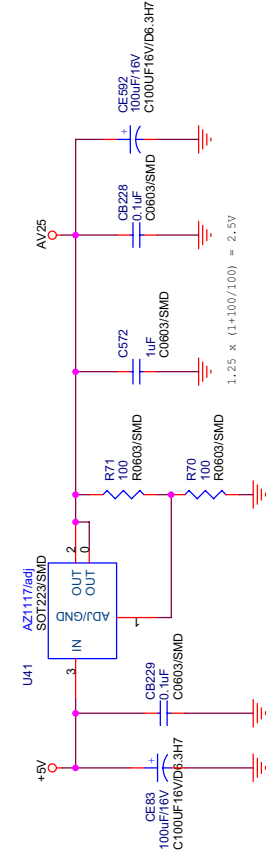 +5V
CE83
100uF/16V
C100UF16V/D6.3H7
CB229
0.1uF
C0603/SMD
U41
AZ1117/adj
SOT223/SMD
3
IN
ADJ/GND
OUT
OUT
2
0
1
R71
100
R0603/SMD
R70
100
R0603/SMD
C572
1uF
C0603/SMD
AV25
CB228
0.1uF
C0603/SMD
CE592
100uF/16V
C100UF16V/D6.3H7
1.25 x (1+100/100) = 2.5V
+
+